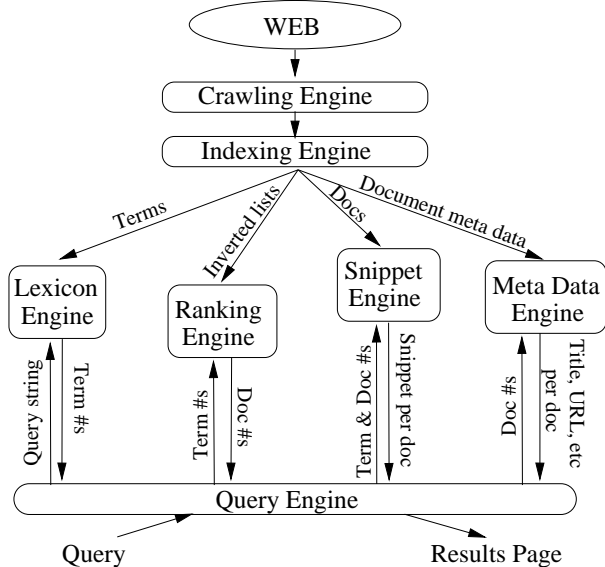 WEB
Crawling Engine
Indexing Engine
Terms
Inverted lists
Docs
Document meta data
Lexicon
Engine
Ranking
Engine
Snippet
Engine
Meta Data
Engine
Query string
Term #s
Term #s
Doc #s
Term & Doc #s
Snippet per doc
Doc #s
Title, URL, etc
per doc
Query Engine
Query
Results Page